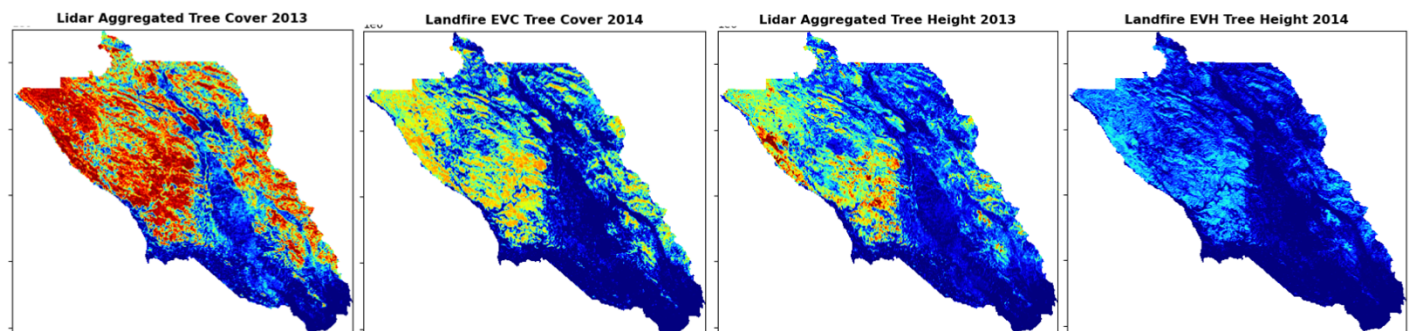 Lidar Aggregated Tree Cover 2013
Landfire EVC Tree Cover 2014
Lidar Aggregated Tree Height 2013
Landfire EVH Tree Height 2014